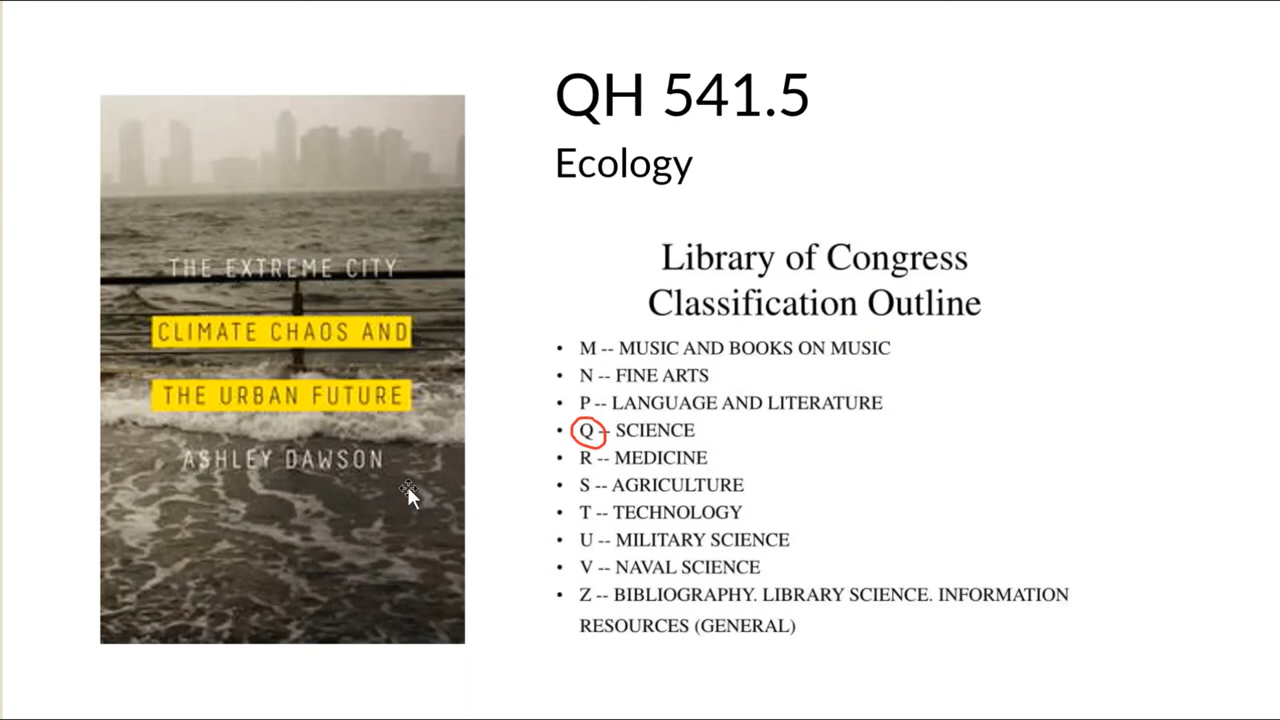 THE EXTREME CITY
CLIMATE CHAOS AND
THE URBAN FUTURE
ASHLEY DAWSON
QH 541.5
Ecology
Library of Congress
Classification Outline
• M -- MUSIC AND BOOKS ON MUSIC
• N -- FINE ARTS
• P -- LANGUAGE AND LITERATURE
• Q -- SCIENCE
• R -- MEDICINE
• S -- AGRICULTURE
• T -- TECHNOLOGY
• U -- MILITARY SCIENCE
• V -- NAVAL SCIENCE
• Z -- BIBLIOGRAPHY. LIBRARY SCIENCE. INFORMATION
RESOURCES (GENERAL)